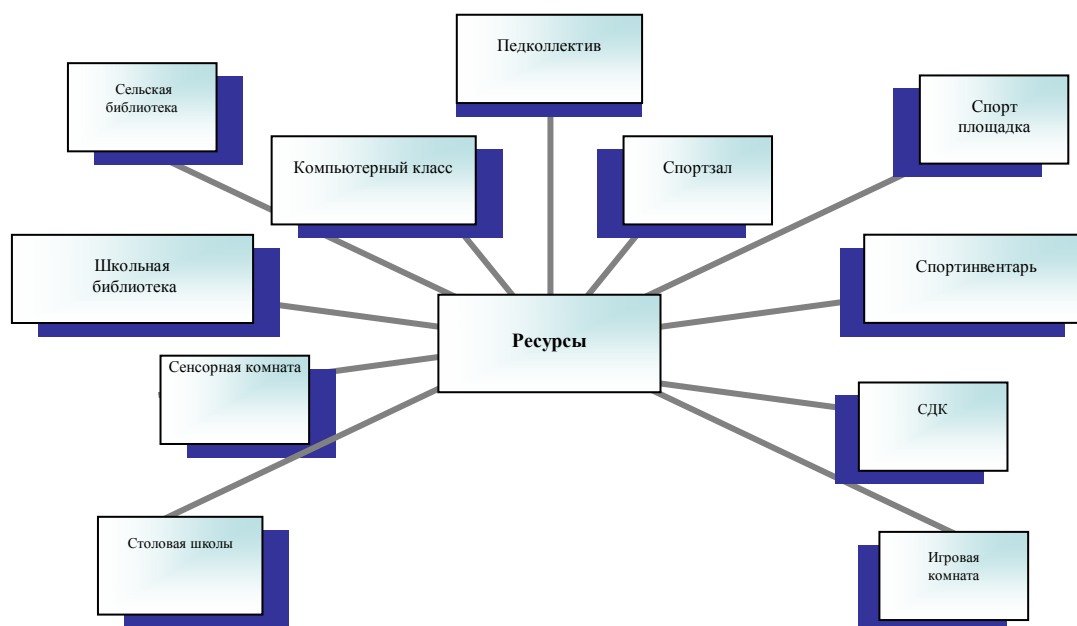 Педколлектив
Сельская
библиотека
Спорт
площадка
Компьютерный класс
Спортзал
Школьная
библиотека
Спортинвентарь
Ресурсы
Сенсорная комната
СДК
Столовая школы
Игровая
комната